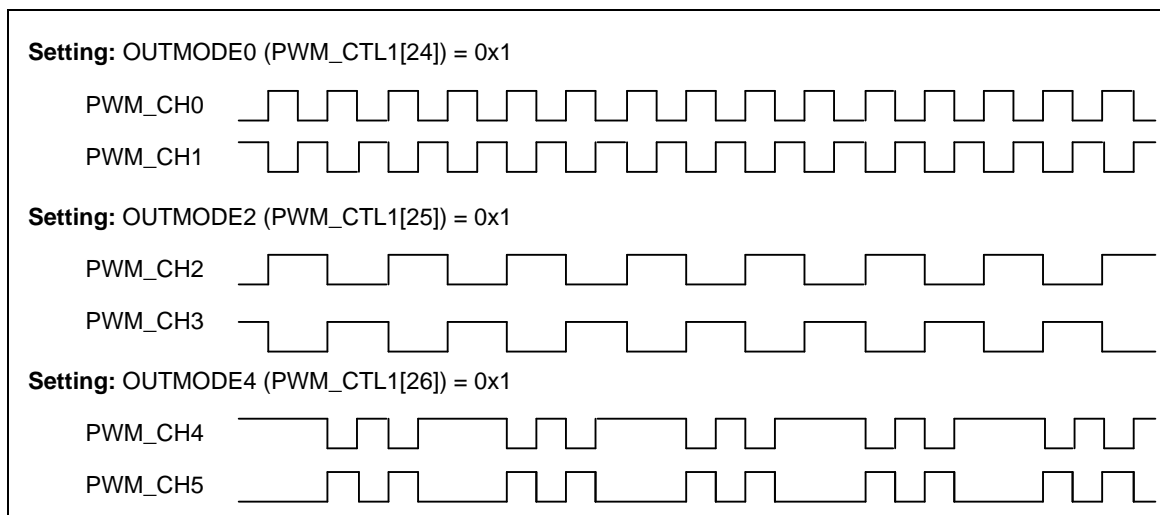 Setting: OUTMODE0 (PWM_CTL1[24]) = 0x1
PWM_CH0
PWM_CH1
Setting: OUTMODE2 (PWM_CTL1[25]) = 0x1
PWM_CH2
PWM_CH3
Setting: OUTMODE4 (PWM_CTL1[26]) = 0x1
PWM_CH4
PWM_CH5